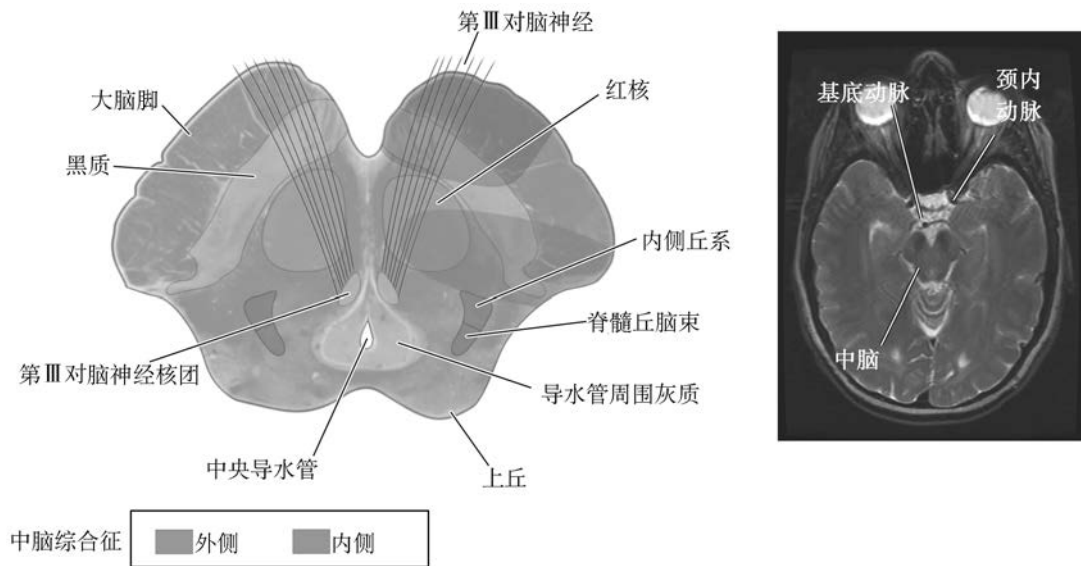 第Ⅲ对脑神经
大脑脚
红核
黑质
内侧丘系
脊髓丘脑束
第Ⅲ对脑神经核团
导水管周围灰质
中央导水管
上丘
中脑综合征
外侧
内侧
基底动脉
颈内
动脉
中脑